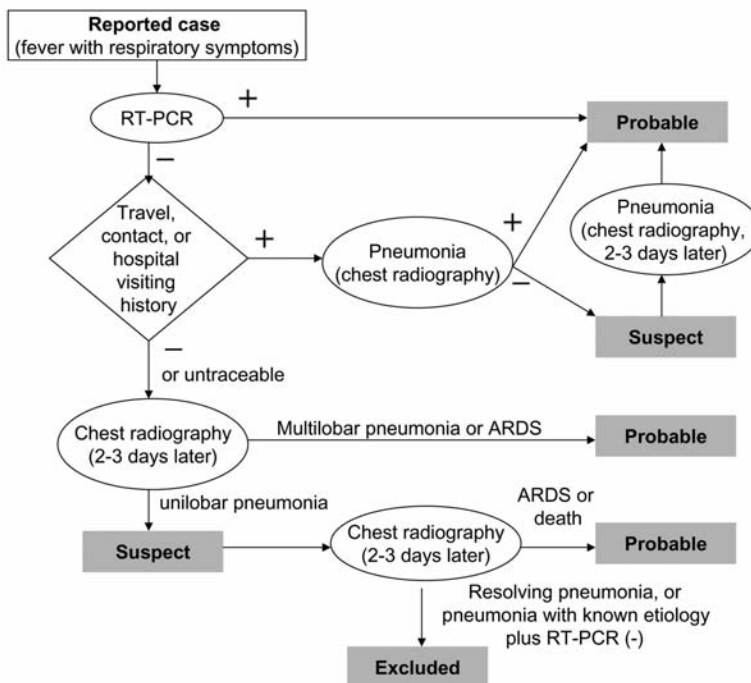 Reported case
(fever with respiratory symptoms)
+
RT-PCR
Probable
−
Travel,
contact, or
hospital
visiting
history
+
Pneumonia
(chest radiography)
+
−
Pneumonia
(chest radiography,
2-3 days later)
Suspect
−
or untraceable
Chest radiography
(2-3 days later)
Multilobar pneumonia or ARDS
Probable
unilobar pneumonia
Suspect
Chest radiography
(2-3 days later)
ARDS or
death
Probable
Resolving pneumonia, or
pneumonia with known etiology
plus RT-PCR (-)
Excluded